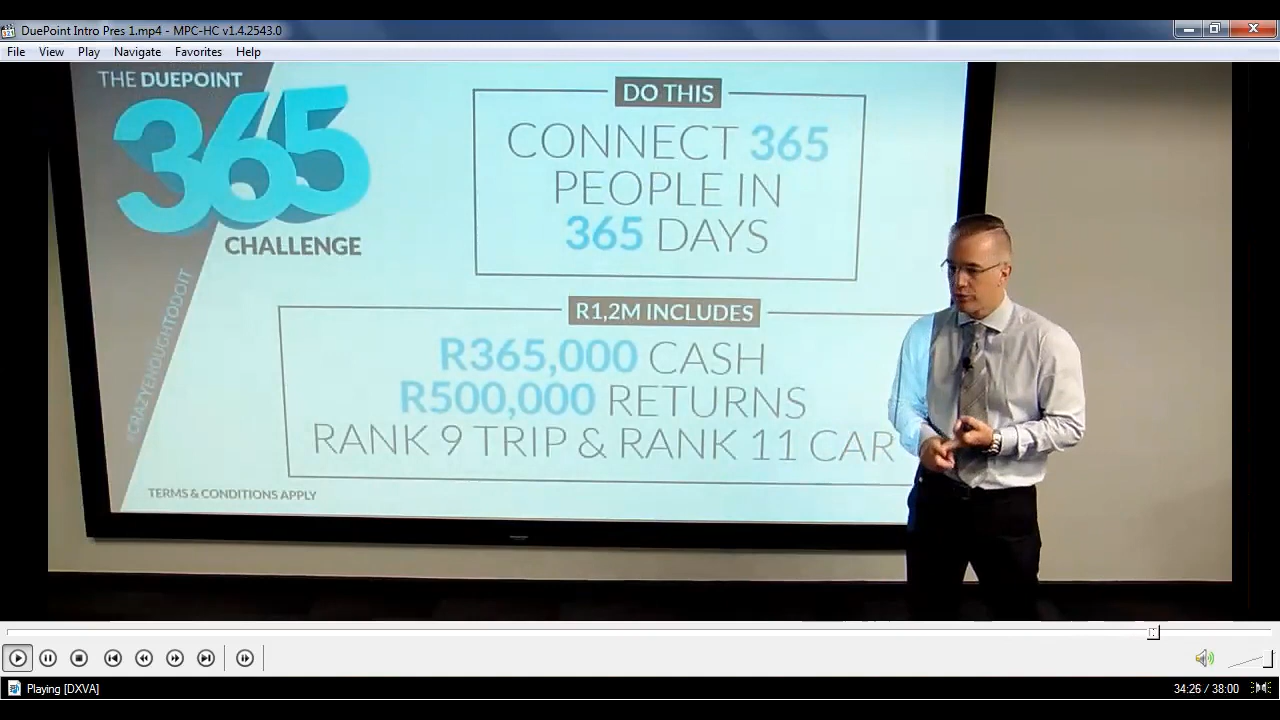 DuePoint Intro Pres 1.mp4 - MPC-HC v1.4.2543.0
File View Play Navigate Favorites Help
THE DUEPOINT
365
CHALLENGE
#CRAZYENOUGHTODOIT
DO THIS
CONNECT 365
PEOPLE IN
365 DAYS
R1,2M INCLUDES
R365,000 CASH
R500,000 RETURNS
RANK 9 TRIP & RANK 11 CAR
TERMS & CONDITIONS APPLY
Playing [DXVA]
34:26 / 38:00